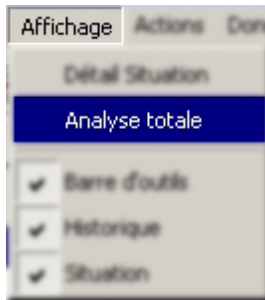 Affichage Actions
Détail Situation
Analyse totale
Barre d'outils
Historique
Situation